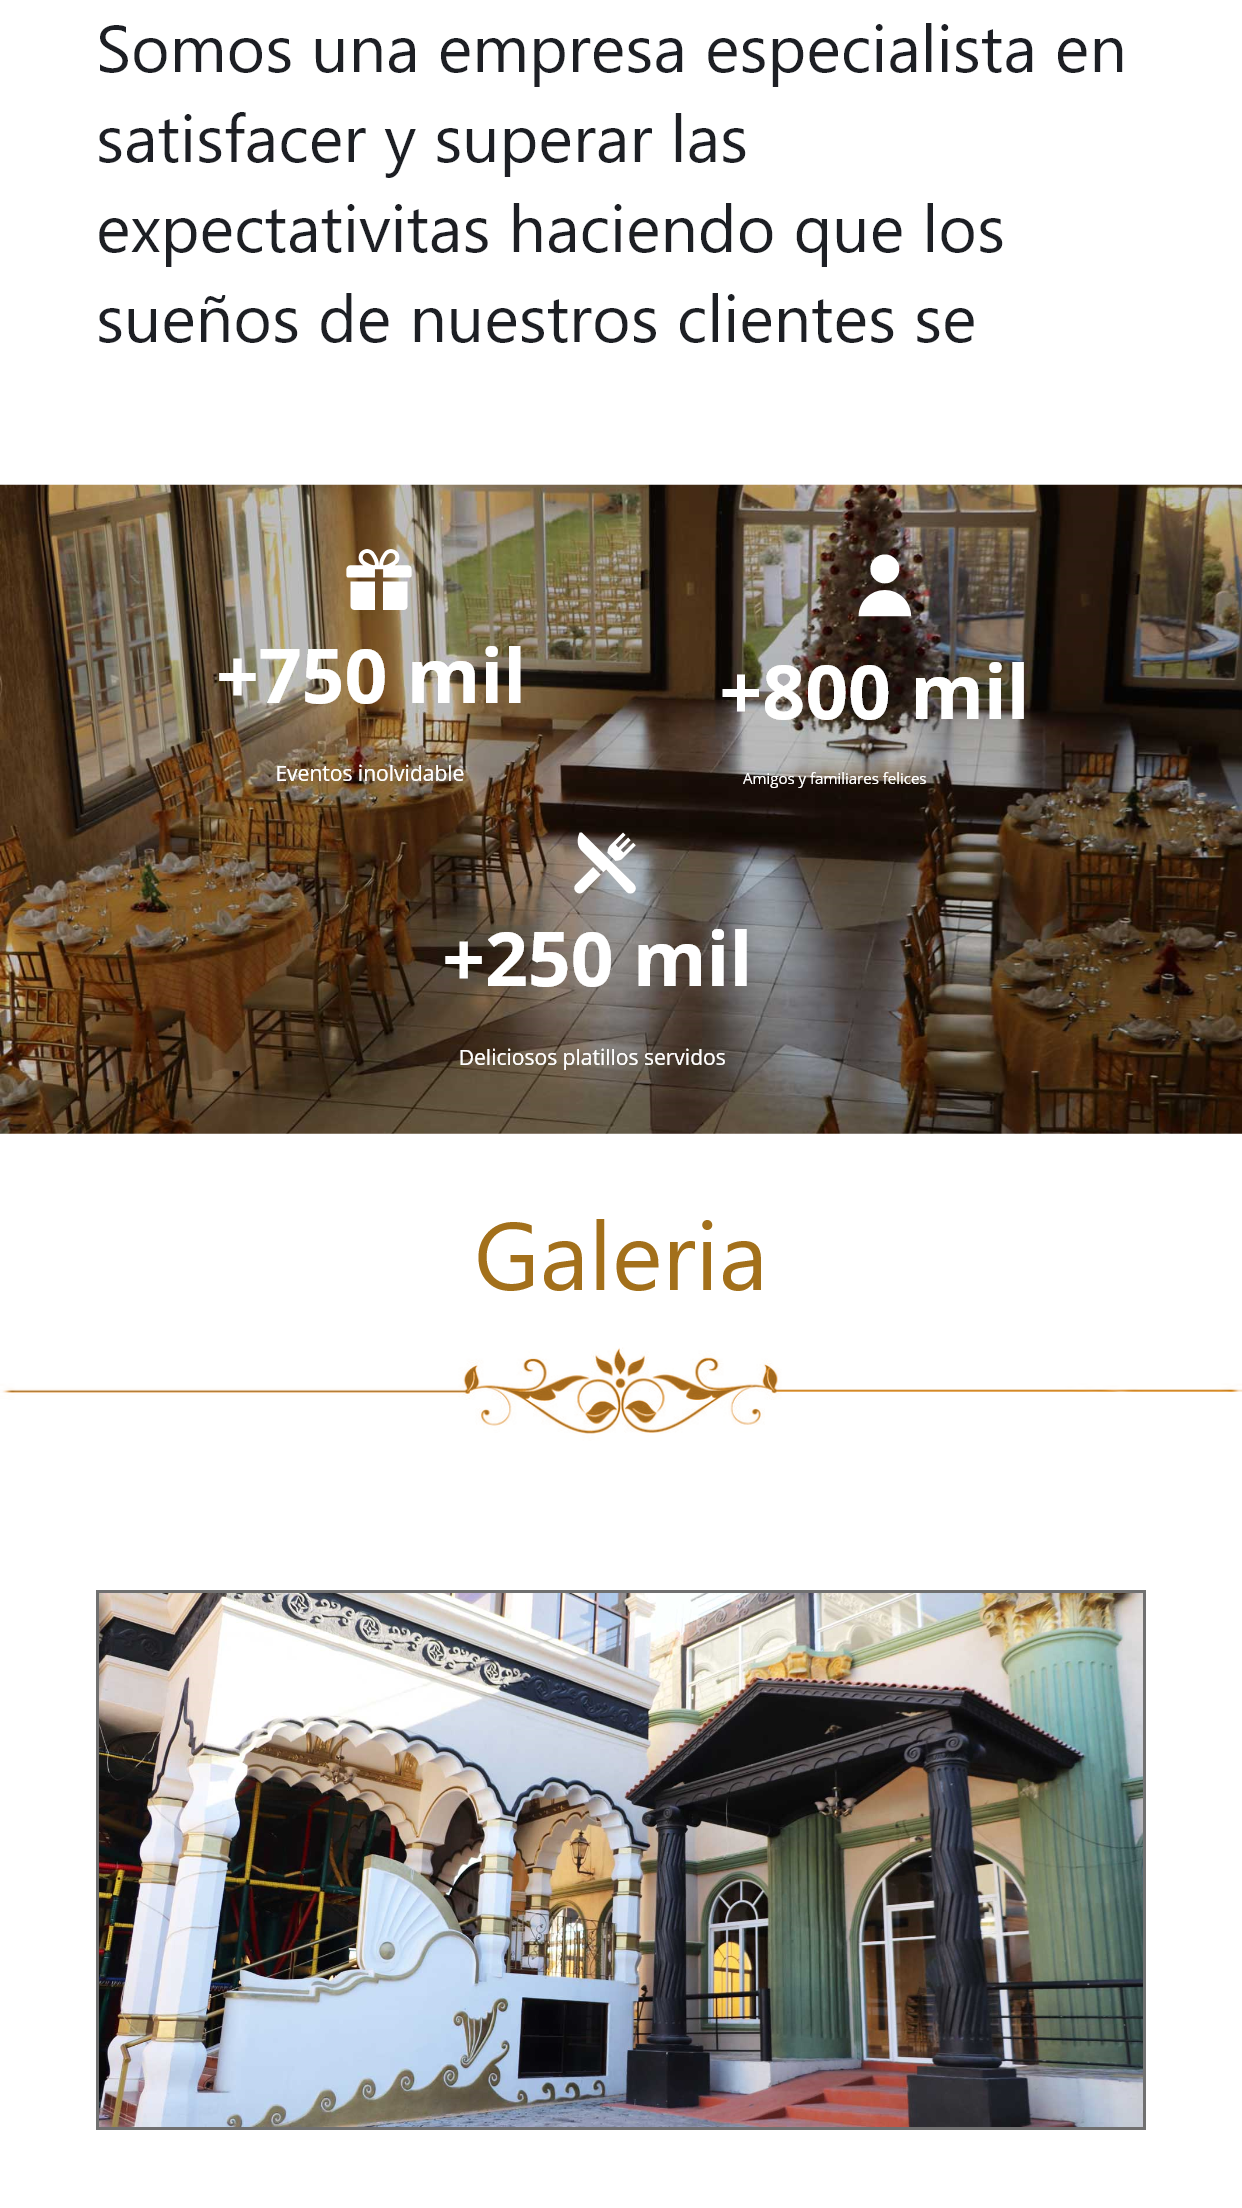 Somos una empresa especialista en
satisfacer y superar las
expectativitas haciendo que los
sueños de nuestros clientes se
+750 mil
Eventos inolvidable
+800 mil
Amigos y familiares felices
+250 mil
Deliciosos platillos servidos
Galeria